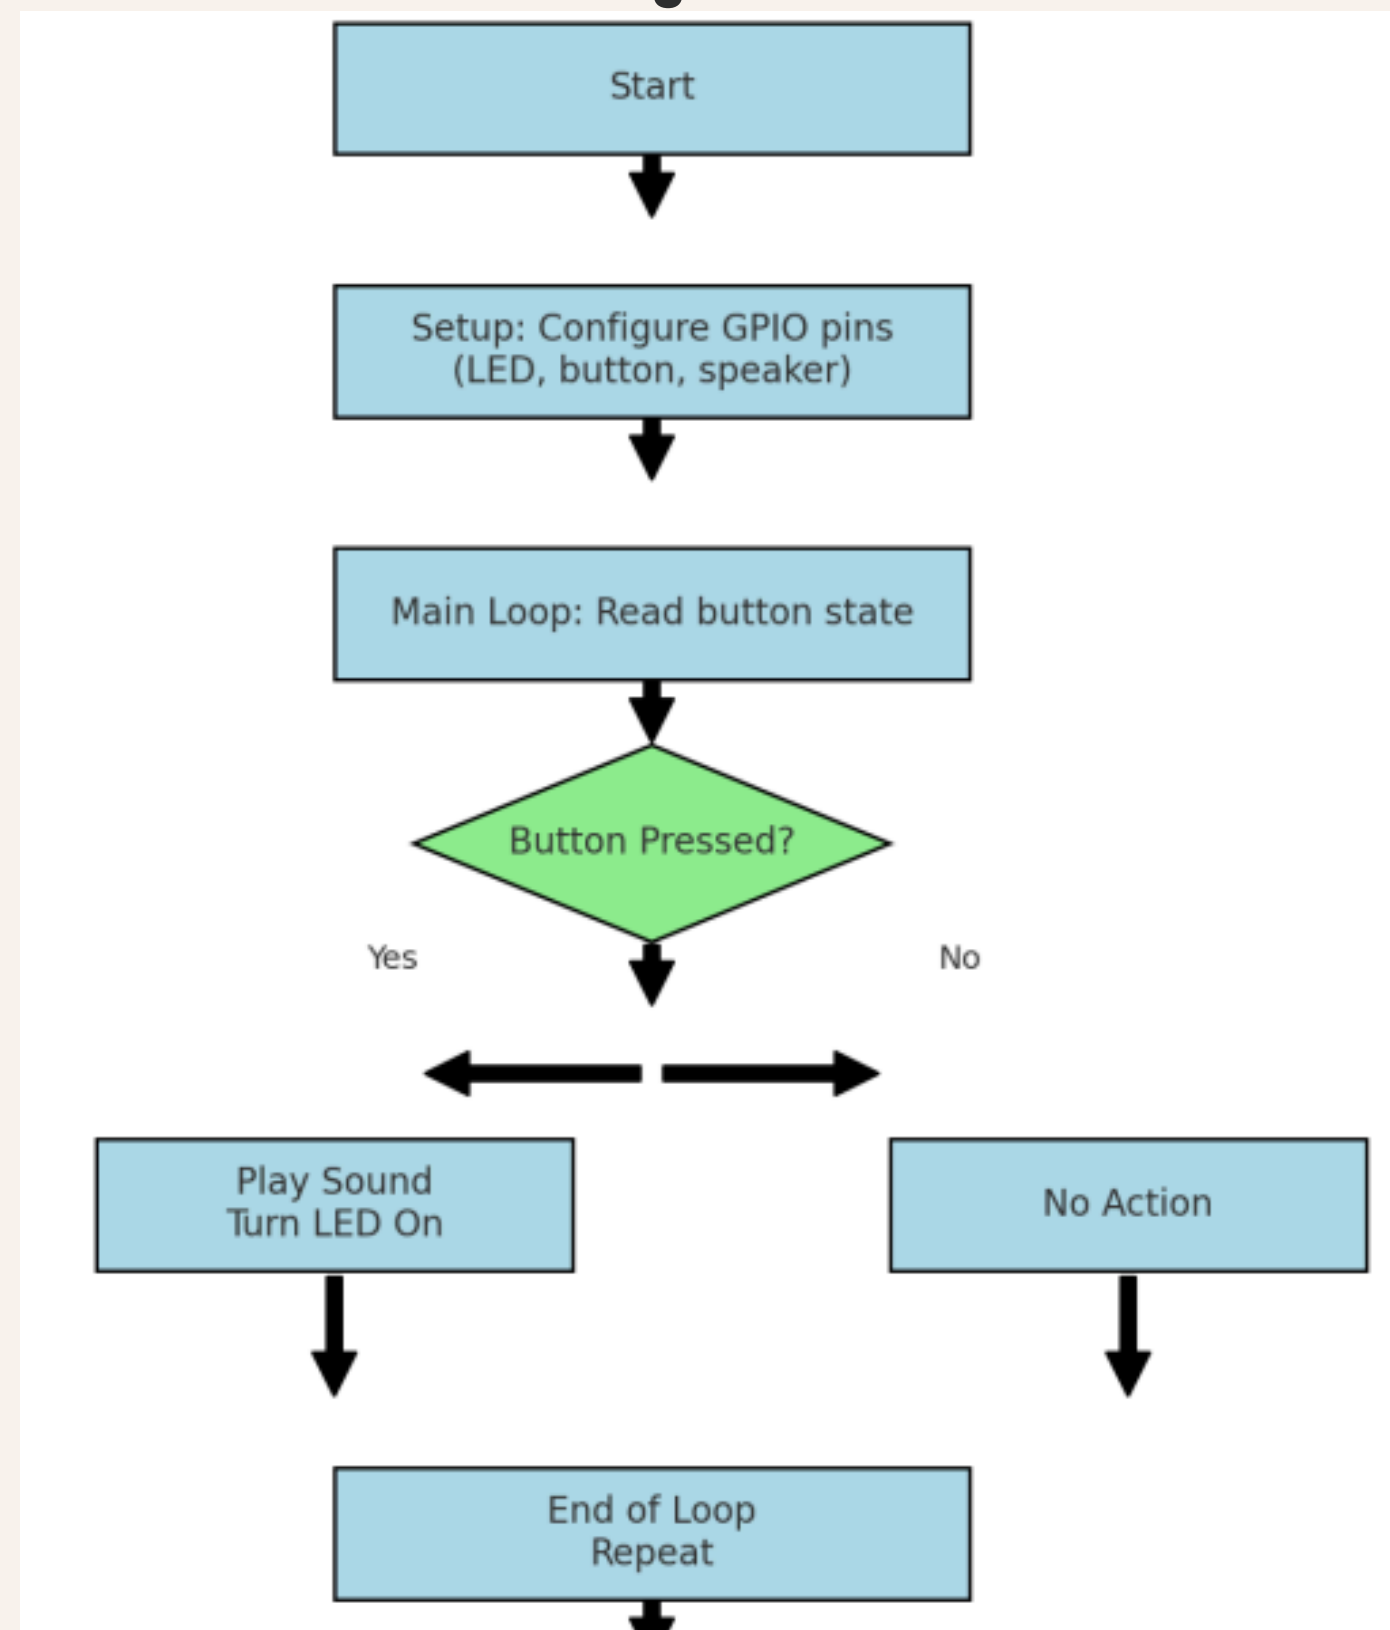 Start
Setup: Configure GPIO pins
(LED, button, speaker)
Main Loop: Read button state
Button Pressed?
Yes
No
Play Sound
Turn LED On
No Action
End of Loop
Repeat